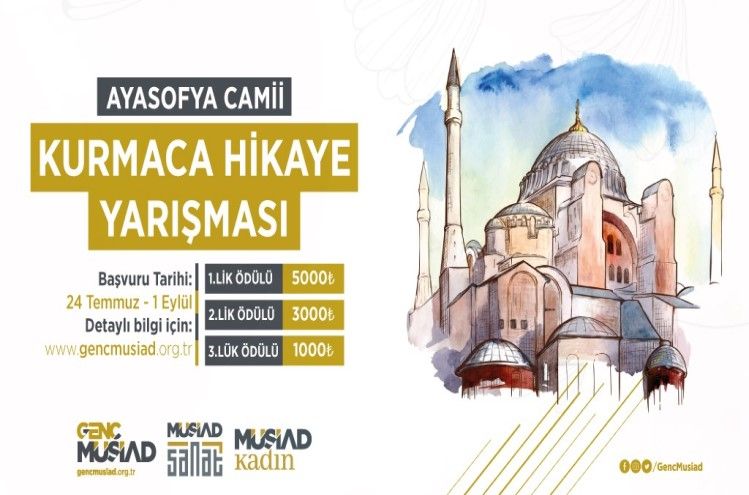 AYASOFYA CAMİİ
KURMACA HİKAYE
YARIŞMASI
Başvuru Tarihi:
24 Temmuz - 1 Eylül
Detaylı bilgi için:
www.gencmusiad.org.tr
1.LİK ÖDÜLÜ 5000₺
2.LİK ÖDÜLÜ 3000₺
3.LÜK ÖDÜLÜ 1000₺
GENÇ
MÜSİAD
gencmusiad.org.tr
MÜSİAD
sanat
MÜSİAD
kadın
/GencMusiad